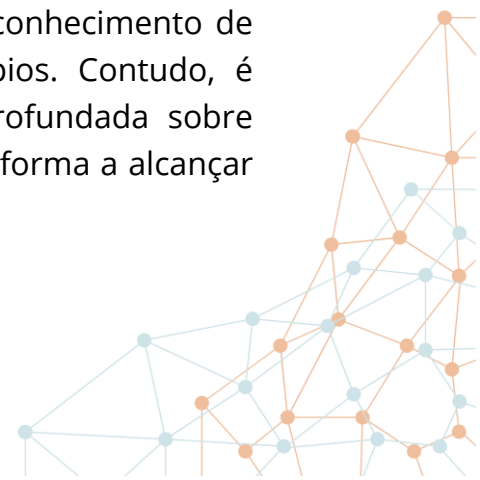 conhecimento de
pios. Contudo, é
rofundada sobre
forma a alcançar